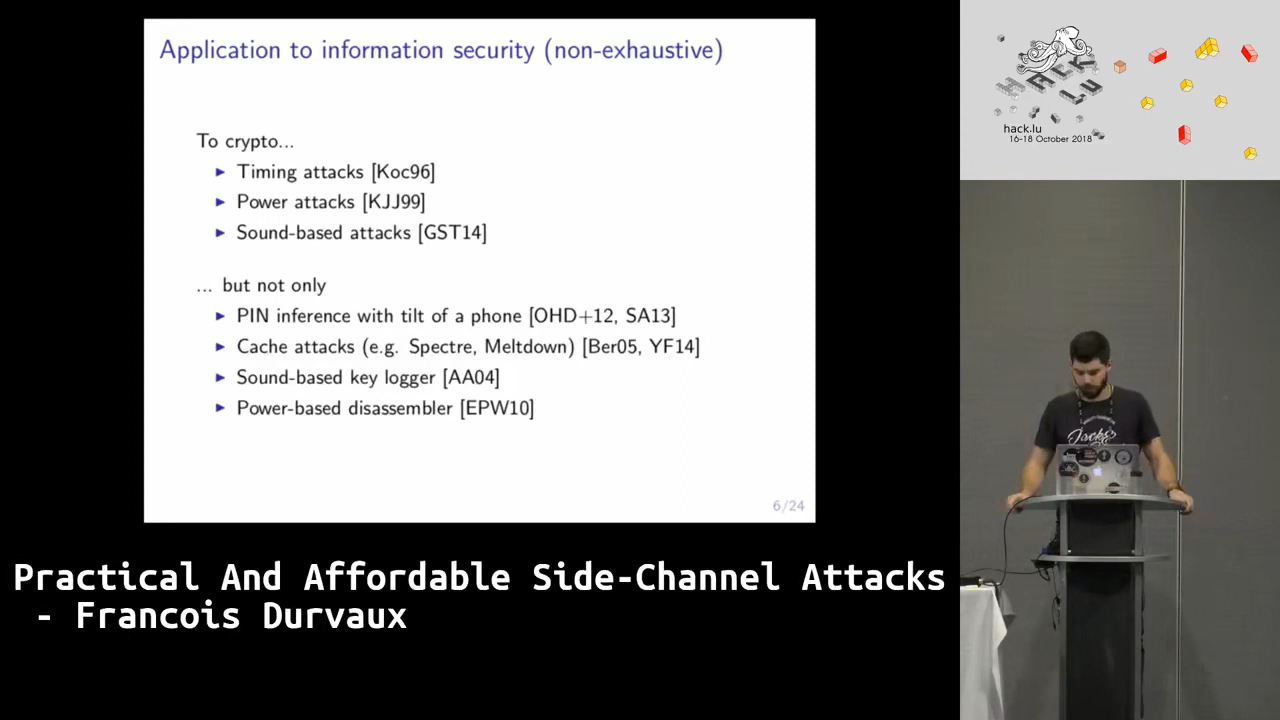 Application to information security (non-exhaustive)
To crypto...
Timing attacks [Koc96]
Power attacks [KJJ99]
Sound-based attacks [GST14]
... but not only
PIN inference with tilt of a phone [OHD+12, SA13]
Cache attacks (e.g. Spectre, Meltdown) [Ber05, YF14]
Sound-based key logger [AA04]
Power-based disassembler [EPW10]
6/24
Practical And Affordable Side-Channel Attacks
- Francois Durvaux
HACK
LU
hack.lu
16-18 October 2018